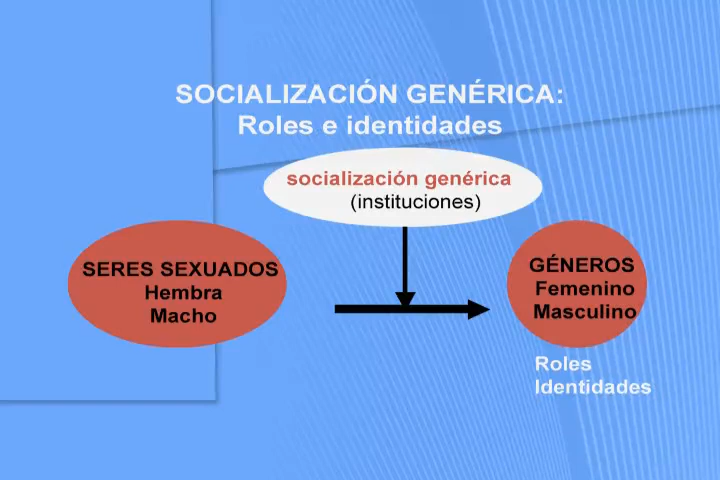 SOCIALIZACIÓN GENÉRICA:
Roles e identidades
socialización genérica
(instituciones)
SERES SEXUADOS
Hembra
Macho
GÉNEROS
Femenino
Masculino
Roles
Identidades